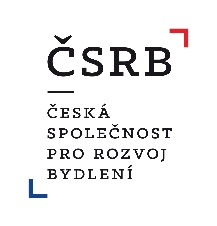 ČSRB
ČESKÁ
SPOLEČNOST
PRO ROZVOJ
BYDLENÍ